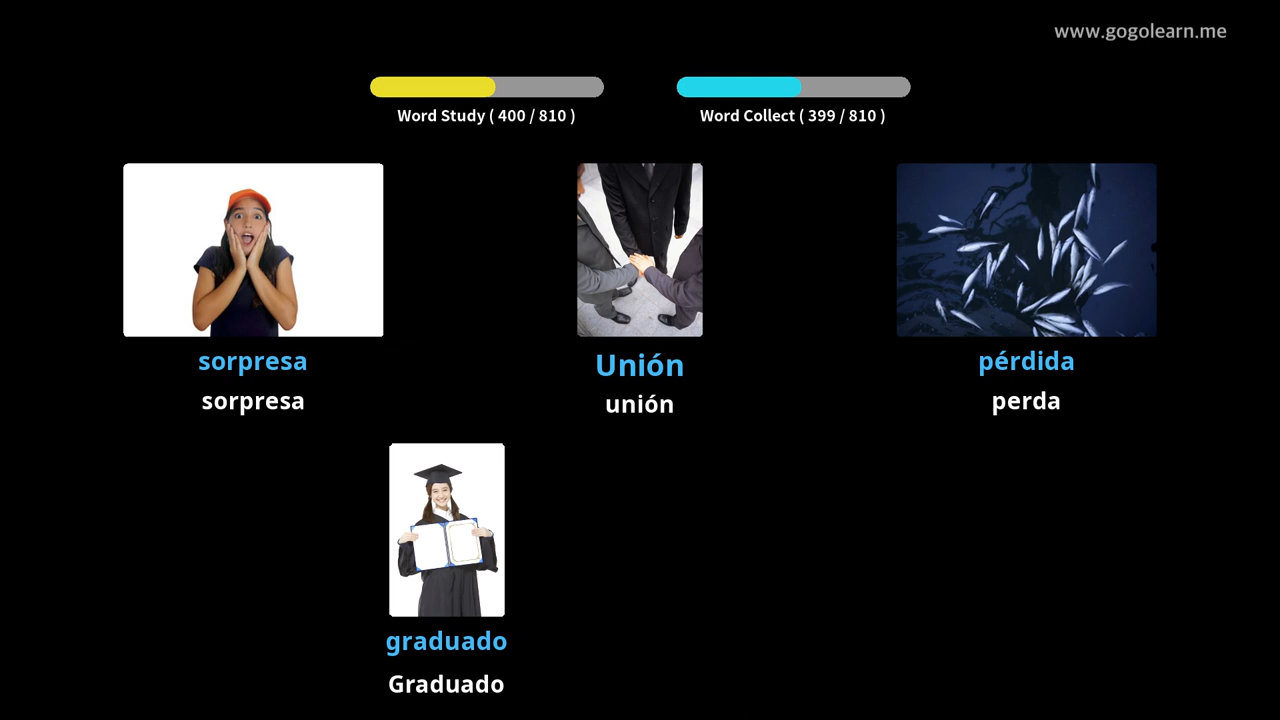 www.gogolearn.me
Word Study ( 400 / 810 )
Word Collect ( 399 / 810 )
sorpresa
sorpresa
Unión
unión
pérdida
perda
graduado
Graduado